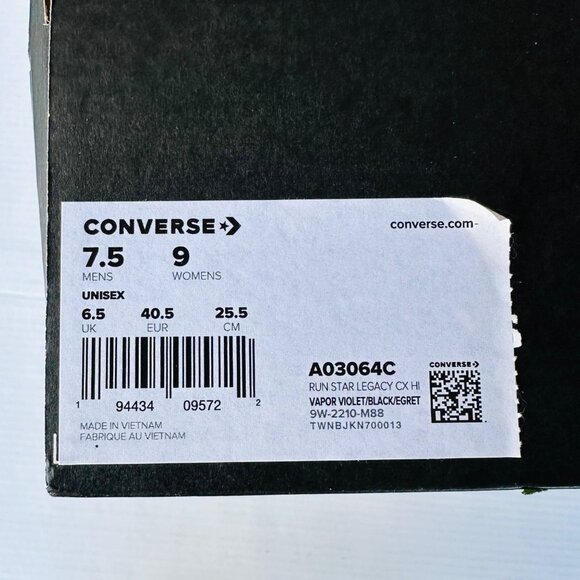 CONVERSE
converse.com
7.5 9
MENS WOMENS
UNISEX
6.5 40.5 25.5
UK EUR CM
1 94434 09572 2
MADE IN VIETNAM
FABRIQUE AU VIETNAM
A03064C
RUN STAR LEGACY CX HI
VAPOR VIOLET/BLACK/EGRET
9W-2210-M88
TWNBJKN700013
CONVERSE